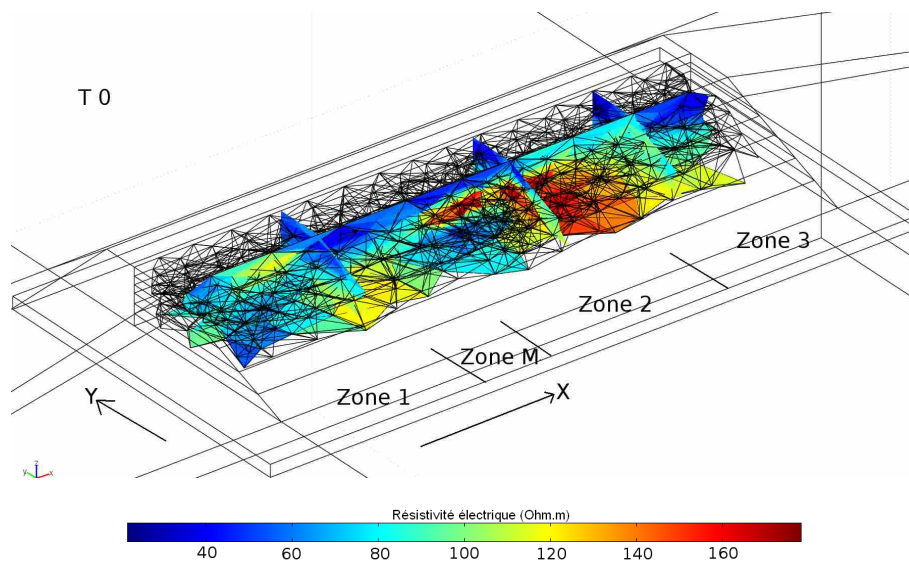 T 0
Zone 3
Zone 2
Zone M
Zone 1
Y
X
z
y
x
Résistivité électrique (Ohm.m)
40 60 80 100 120 140 160